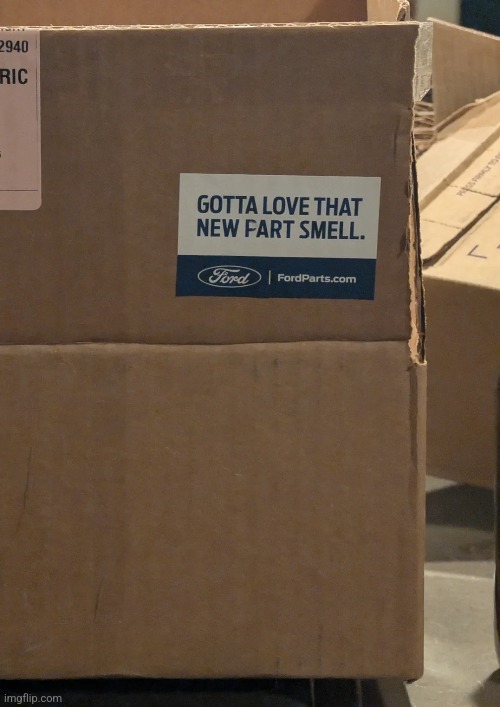 2940
RIC
GOTTA LOVE THAT
NEW FART SMELL.
Ford | FordParts.com
imgflip.com